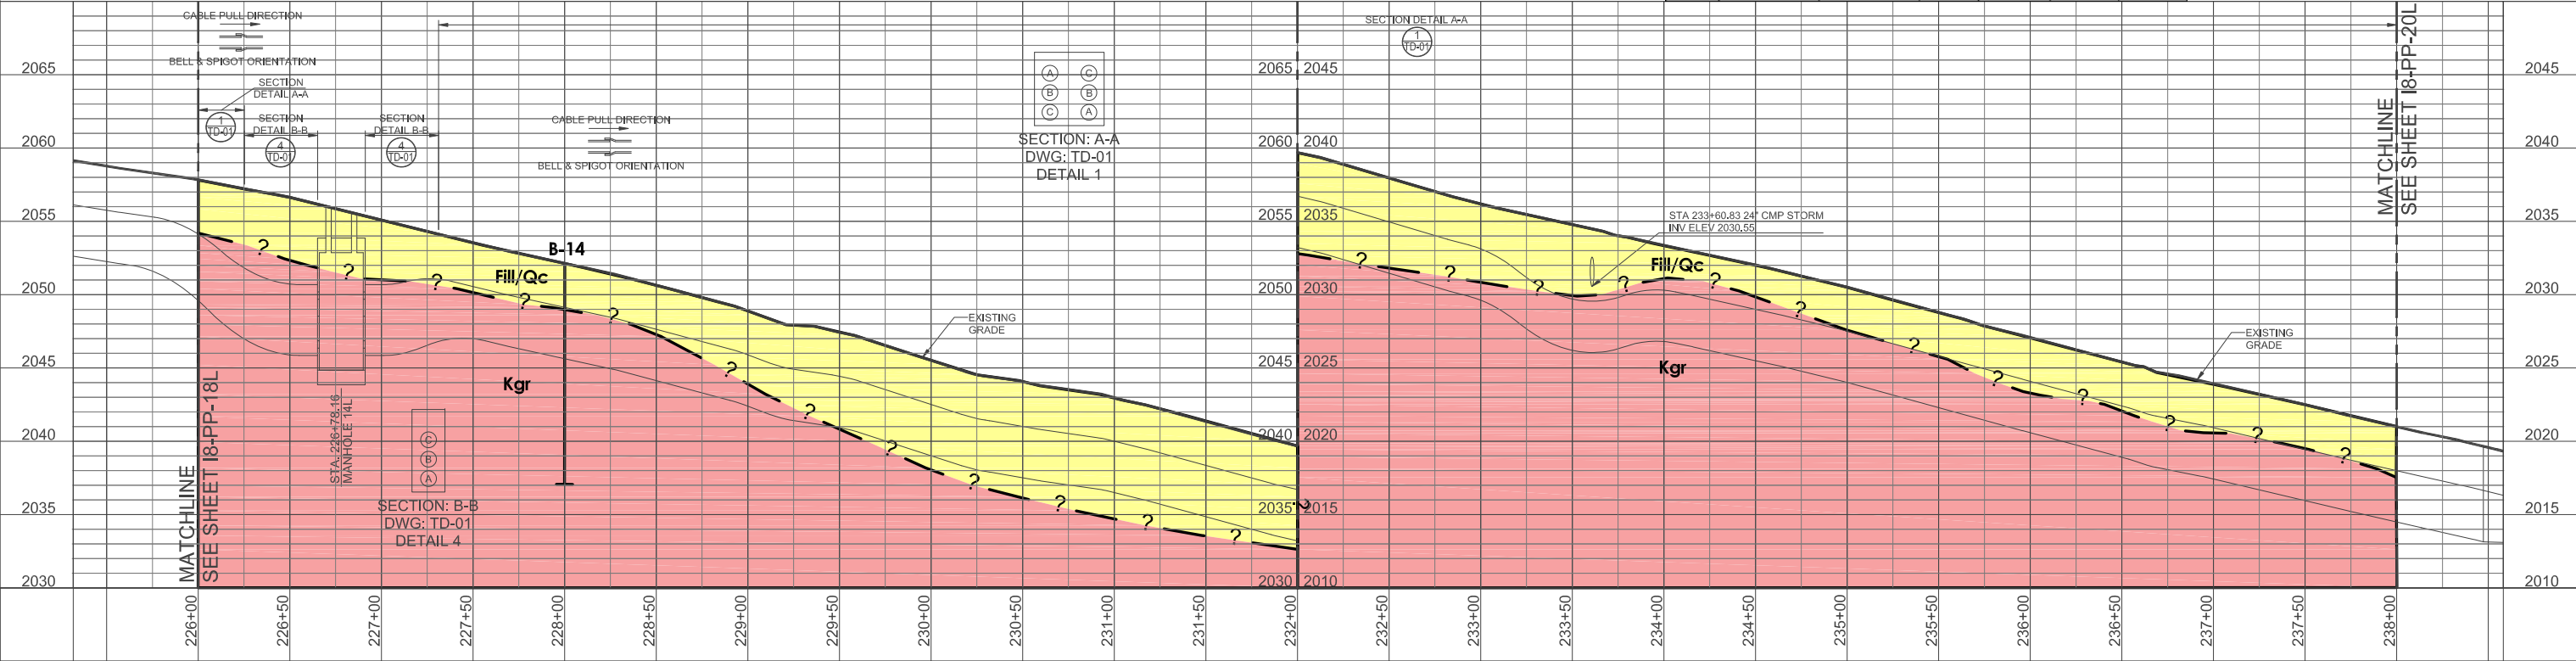 CABLE PULL DIRECTION
BELL & SPIGOT ORIENTATION
SECTION
DETAIL A-A
1
TD-01
SECTION
DETAIL B-B
4
TD-01
SECTION
DETAIL B-B
4
TD-01
CABLE PULL DIRECTION
BELL & SPIGOT ORIENTATION
A C
B B
C A
SECTION: A-A
DWG: TD-01
DETAIL 1
SECTION DETAIL A-A
1
TD-01
MATCHLINE
SEE SHEET I8-PP-20L
2065
2060
2055
2050
2045
2040
2035
2030
2065 2045
2060 2040
2055 2035
2050 2030
2045 2025
2040 2020
2035 2015
2030 2010
2045
2040
2035
2030
2025
2020
2015
2010
B-14
Fill/Qc
Kgr
? ? ? ? ? ? ? ? ? ? ? ?
EXISTING
GRADE
STA. 226+78.16
MANHOLE 14L
C
B
A
SECTION: B-B
DWG: TD-01
DETAIL 4
MATCHLINE
SEE SHEET I8-PP-18L
STA 233+60.83 24" CMP STORM
INV ELEV 2030.55
Fill/Qc
Kgr
? ? ? ? ? ? ? ? ? ? ? ? ?
EXISTING
GRADE
226+00
226+50
227+00
227+50
228+00
228+50
229+00
229+50
230+00
230+50
231+00
231+50
232+00
232+50
233+00
233+50
234+00
234+50
235+00
235+50
236+00
236+50
237+00
237+50
238+00